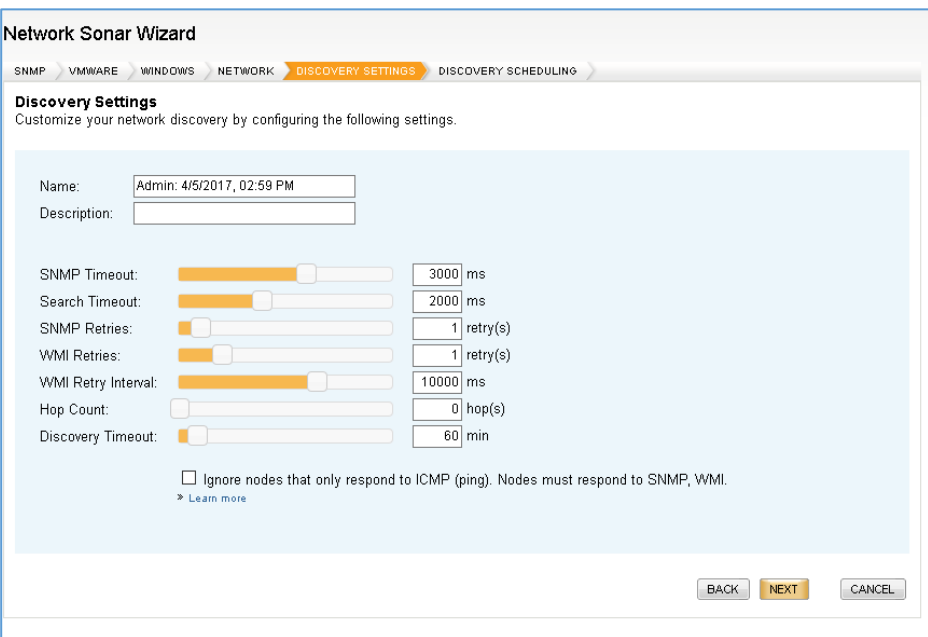 Network Sonar Wizard
SNMP VMWARE WINDOWS NETWORK DISCOVERY SETTINGS DISCOVERY SCHEDULING
Discovery Settings
Customize your network discovery by configuring the following settings.
Name: Admin: 4/5/2017, 02:59 PM
Description:
SNMP Timeout: 3000 ms
Search Timeout: 2000 ms
SNMP Retries: 1 retry(s)
WMI Retries: 1 retry(s)
WMI Retry Interval: 10000 ms
Hop Count: 0 hop(s)
Discovery Timeout: 60 min
Ignore nodes that only respond to ICMP (ping). Nodes must respond to SNMP, WMI.
» Learn more
BACK NEXT CANCEL